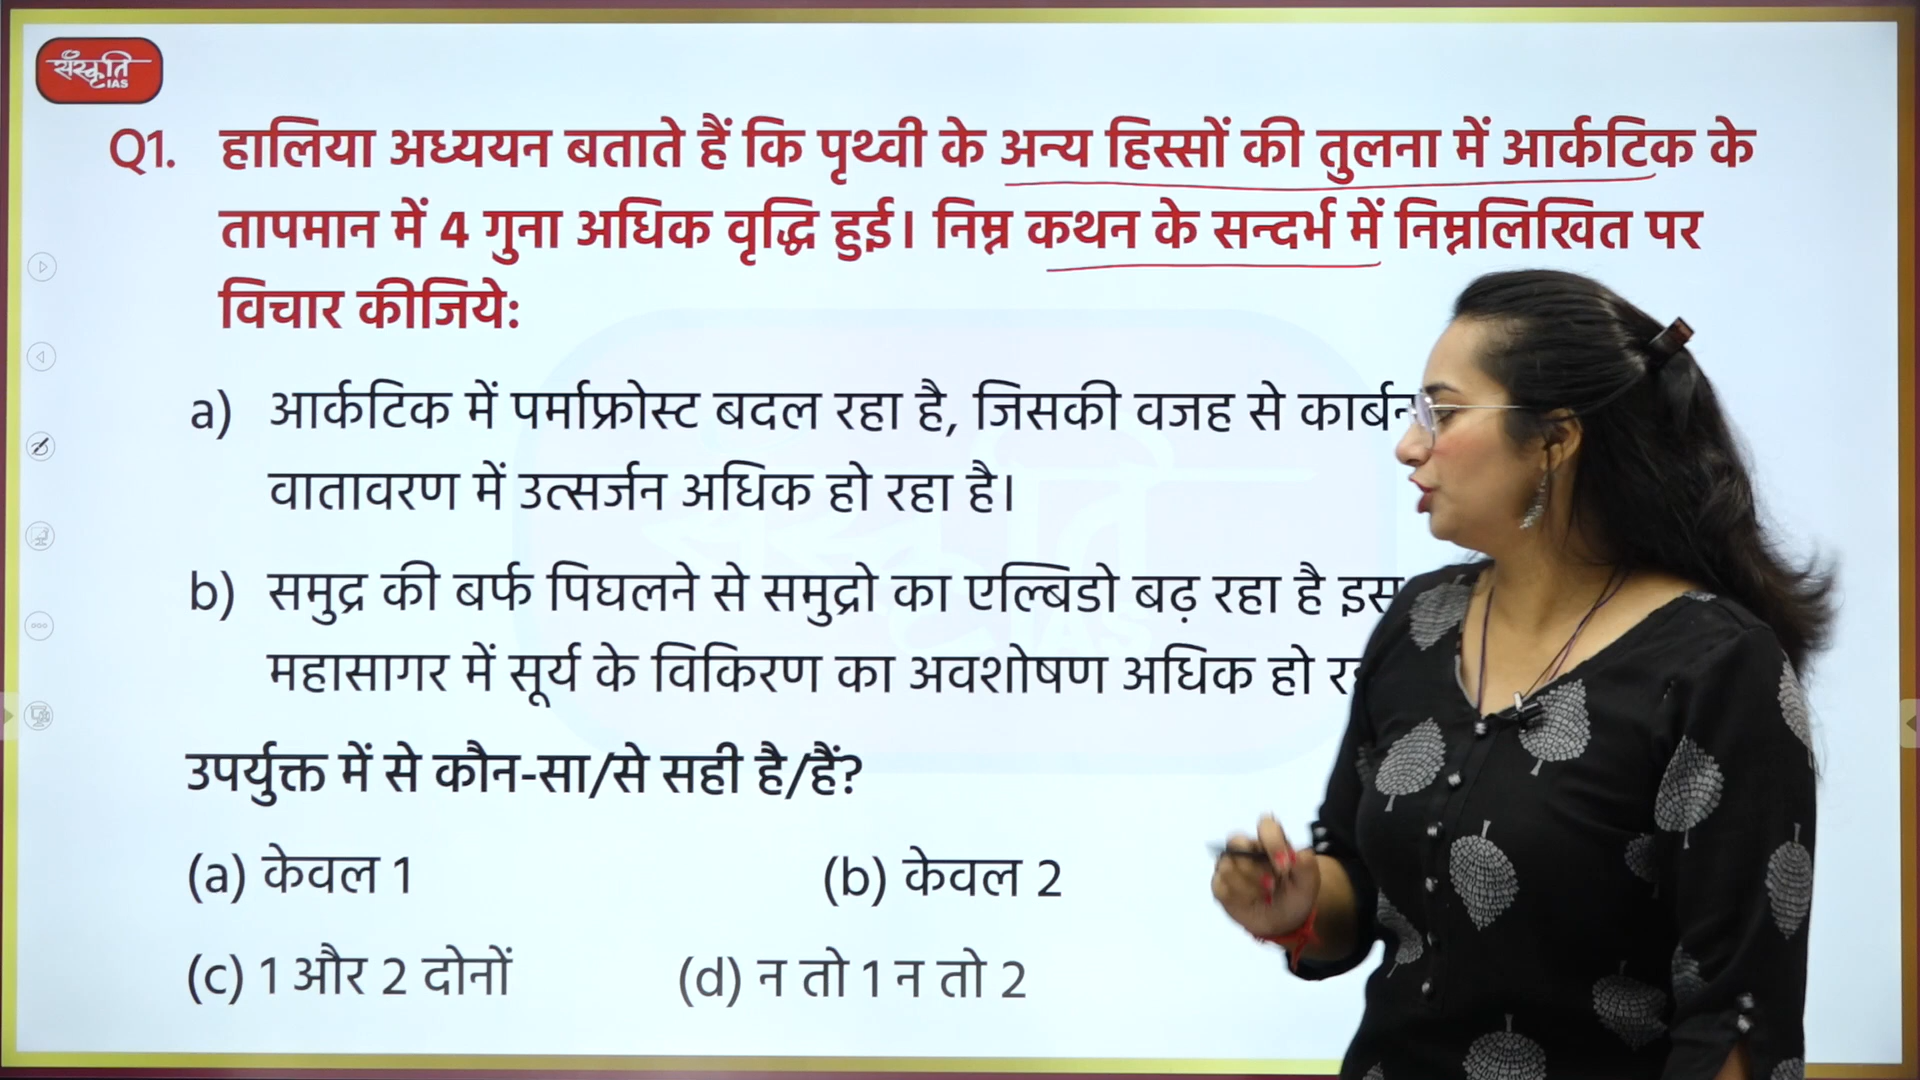 संस्कृति
IAS
Q1. हालिया अध्ययन बताते हैं कि पृथ्वी के अन्य हिस्सों की तुलना में आर्कटिक के
तापमान में 4 गुना अधिक वृद्धि हुई। निम्न कथन के सन्दर्भ में निम्नलिखित पर
विचार कीजिये:
a) आर्कटिक में पर्माफ्रोस्ट बदल रहा है, जिसकी वजह से कार्बन
वातावरण में उत्सर्जन अधिक हो रहा है।
b) समुद्र की बर्फ पिघलने से समुद्रो का एल्बिडो बढ़ रहा है
महासागर में सूर्य के विकिरण का अवशोषण अधिक हो
उपर्युक्त में से कौन-सा/से सही है/हैं?
(a) केवल 1 (b) केवल 2
(c) 1 और 2 दोनों (d) न तो 1 न तो 2